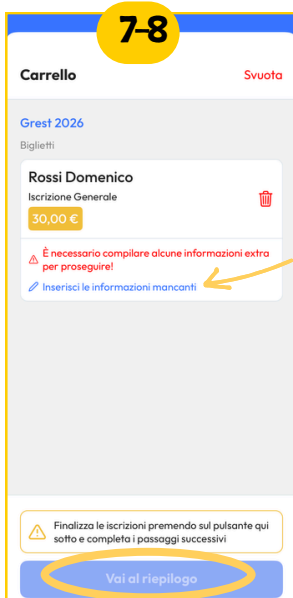 7-8
Carrello
Svuota
Grest 2026
Biglietti
Rossi Domenico
Iscrizione Generale
30,00 €
È necessario compilare alcune informazioni extra
per proseguire!
Inserisci le informazioni mancanti
Finalizza le iscrizioni premendo sul pulsante qui
sotto e completa i passaggi successivi
Vai al riepilogo